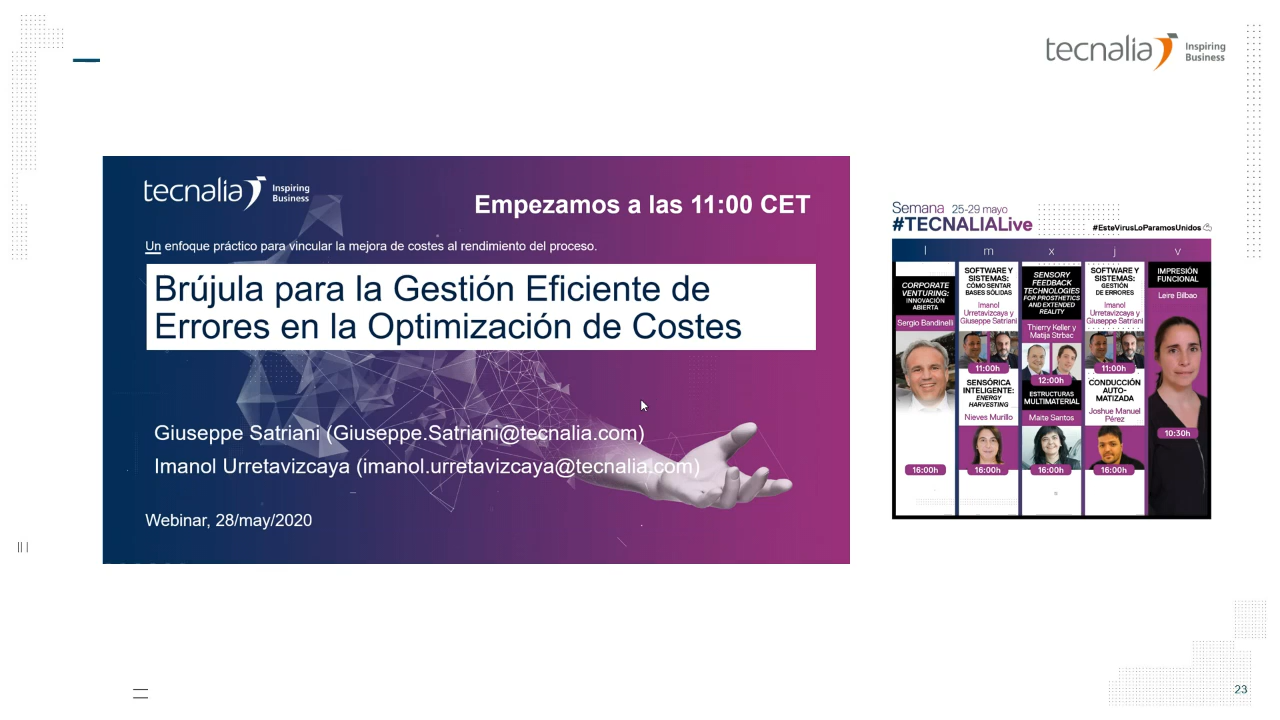 tecnalia Inspiring
Business
tecnalia Inspiring
Business
Empezamos a las 11:00 CET
Un enfoque práctico para vincular la mejora de costes al rendimiento del proceso.
Brújula para la Gestión Eficiente de
Errores en la Optimización de Costes
Giuseppe Satriani (Giuseppe.Satriani@tecnalia.com)
Imanol Urretavizcaya (imanol.urretavizcaya@tecnalia.com)
Webinar, 28/may/2020
Semana 25-29 mayo
#TECNALIALive
#EsteVirusLoParamosUnidos
l m x j v
CORPORATE
VENTURING:
INNOVACIÓN
ABIERTA
Sergio Bandinelli
16:00h
SOFTWARE Y
SISTEMAS:
CÓMO SENTAR
BASES SÓLIDAS
Imanol
Urretavizcaya y
Giuseppe Satriani
11:00h
SENSÓRICA
INTELIGENTE:
ENERGY
HARVESTING
Nieves Murillo
16:00h
SENSORY
FEEDBACK
TECHNOLOGIES
FOR PROSTHETICS
AND EXTENDED
REALITY
Thierry Keller y
Matija Strbac
12:00h
ESTRUCTURAS
MULTIMATERIAL
Maite Santos
16:00h
SOFTWARE Y
SISTEMAS:
GESTIÓN
DE ERRORES
Imanol
Urretavizcaya y
Giuseppe Satriani
11:00h
CONDUCCIÓN
AUTO-
MATIZADA
Joshue Manuel
Pérez
16:00h
IMPRESIÓN
FUNCIONAL
Leire Bilbao
10:30h
23